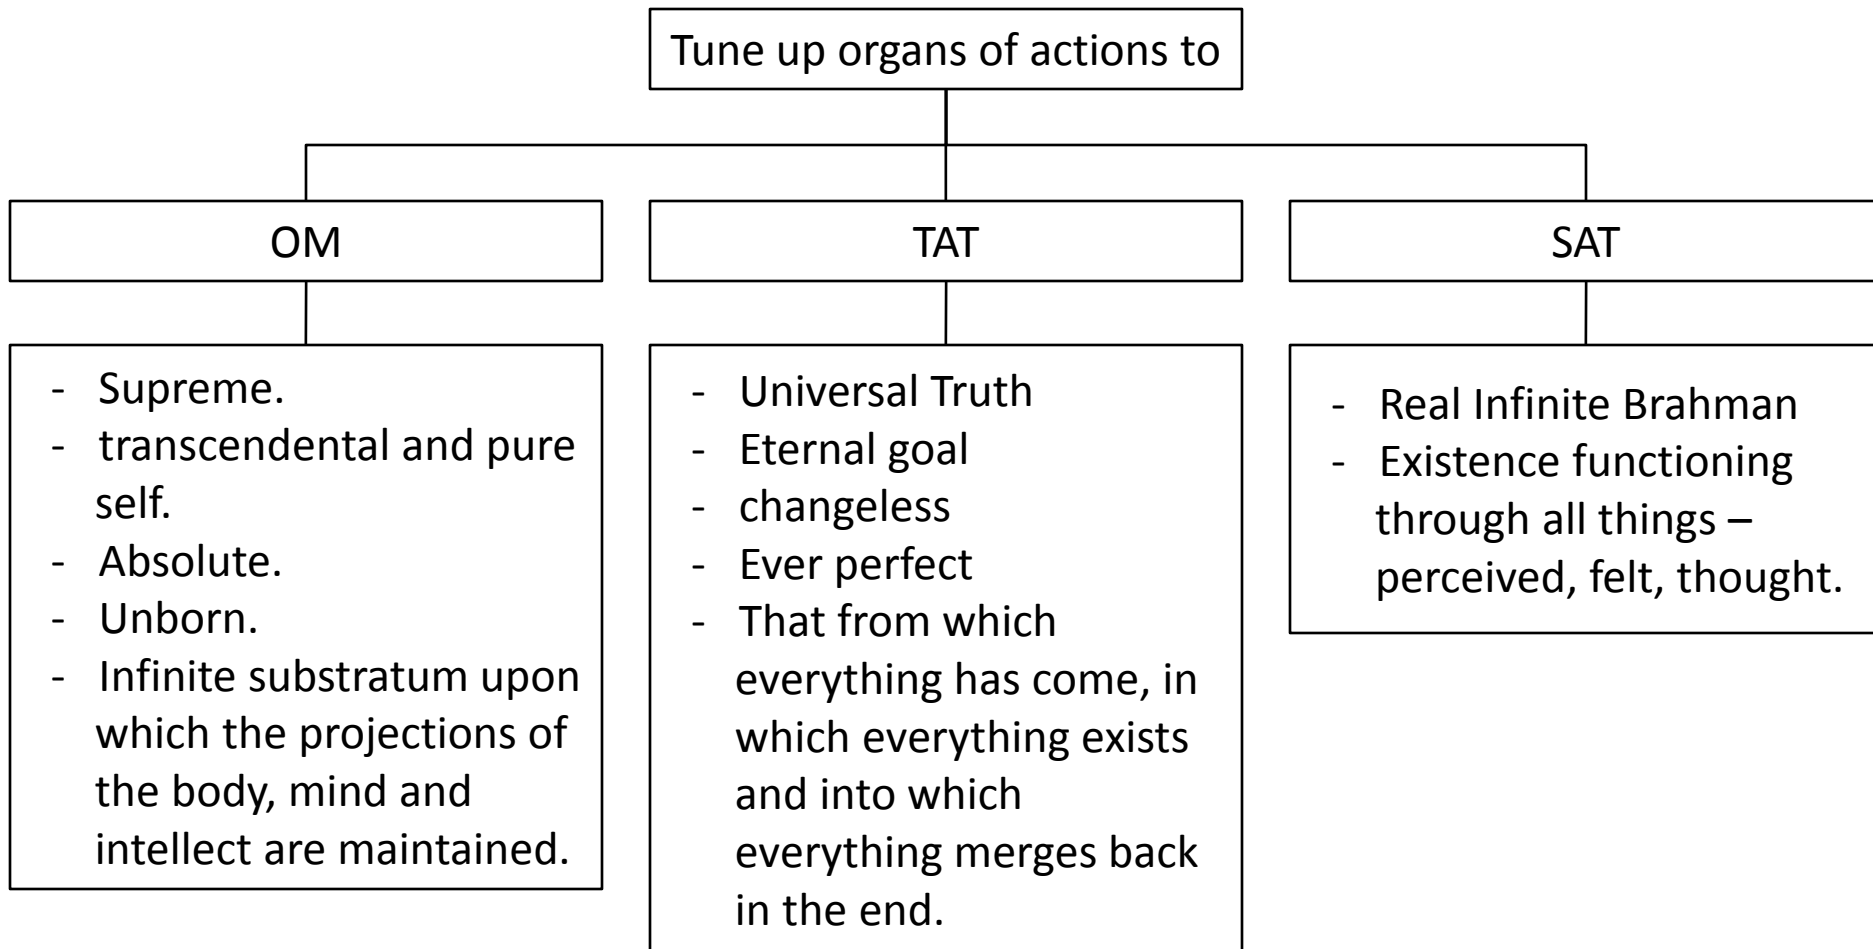 Tune up organs of actions to
OM
TAT
SAT
- Supreme.
- transcendental and pure
self.
- Absolute.
- Unborn.
- Infinite substratum upon
which the projections of
the body, mind and
intellect are maintained.
- Universal Truth
- Eternal goal
- changeless
- Ever perfect
- That from which
everything has come, in
which everything exists
and into which
everything merges back
in the end.
- Real Infinite Brahman
- Existence functioning
through all things –
perceived, felt, thought.